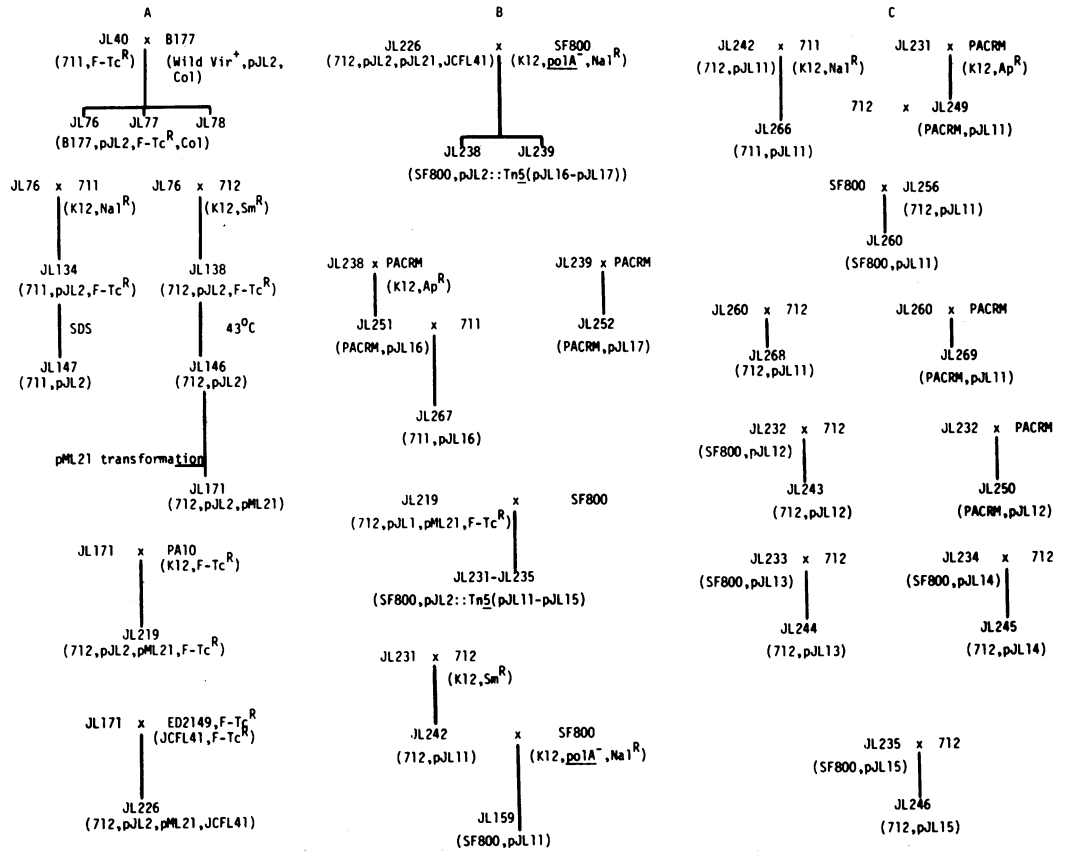 A
JL40 x B177
(711,F-Tc^R) (Wild Vir+,pJL2,
Col)
JL76 JL77 JL78
(B177,pJL2,F-Tc^R,Col)
JL76 x 711
(K12,Nal^R)
JL76 x 712
(K12,Sm^R)
JL134
(711,pJL2,F-Tc^R)
JL138
(712,pJL2,F-Tc^R)
SDS
43°C
JL147
(711,pJL2)
JL146
(712,pJL2)
pML21 transformation
JL171
(712,pJL2,pML21)
JL171 x PA10
(K12,F-Tc^R)
JL219
(712,pJL2,pML21,F-Tc^R)
JL171 x ED2149,F-Tc^R
(JCFL41,F-Tc^R)
JL226
(712,pJL2,pML21,JCFL41)
B
JL226 x SF800
(712,pJL2,pJL21,JCFL41) (K12,polA-,Nal^R)
JL238 JL239
(SF800,pJL2::Tn5(pJL16-pJL17))
JL238 x PACRM
(K12,Ap^R)
JL239 x PACRM
JL251 x 711
(PACRM,pJL16)
JL252
(PACRM,pJL17)
JL267
(711,pJL16)
JL219 x SF800
(712,pJL1,pML21,F-Tc^R)
JL231-JL235
(SF800,pJL2::Tn5(pJL11-pJL15)
JL231 x 712
(K12,Sm^R)
JL242 x SF800
(712,pJL11) (K12,polA-,Nal^R)
JL159
(SF800,pJL11)
C
JL242 x 711
(712,pJL11) (K12,Nal^R)
JL231 x PACRM
(K12,Ap^R)
712 x JL249
(PACRM,pJL11)
JL266
(711,pJL11)
SF800 x JL256
(712,pJL11)
JL260
(SF800,pJL11)
JL260 x 712
JL260 x PACRM
JL268
(712,pJL11)
JL269
(PACRM,pJL11)
JL232 x 712
(SF800,pJL12)
JL232 x PACRM
JL243
(712,pJL12)
JL250
(PACRM,pJL12)
JL233 x 712
(SF800,pJL13)
JL234 x 712
(SF800,pJL14)
JL244
(712,pJL13)
JL245
(712,pJL14)
JL235 x 712
(SF800,pJL15)
JL246
(712,pJL15)